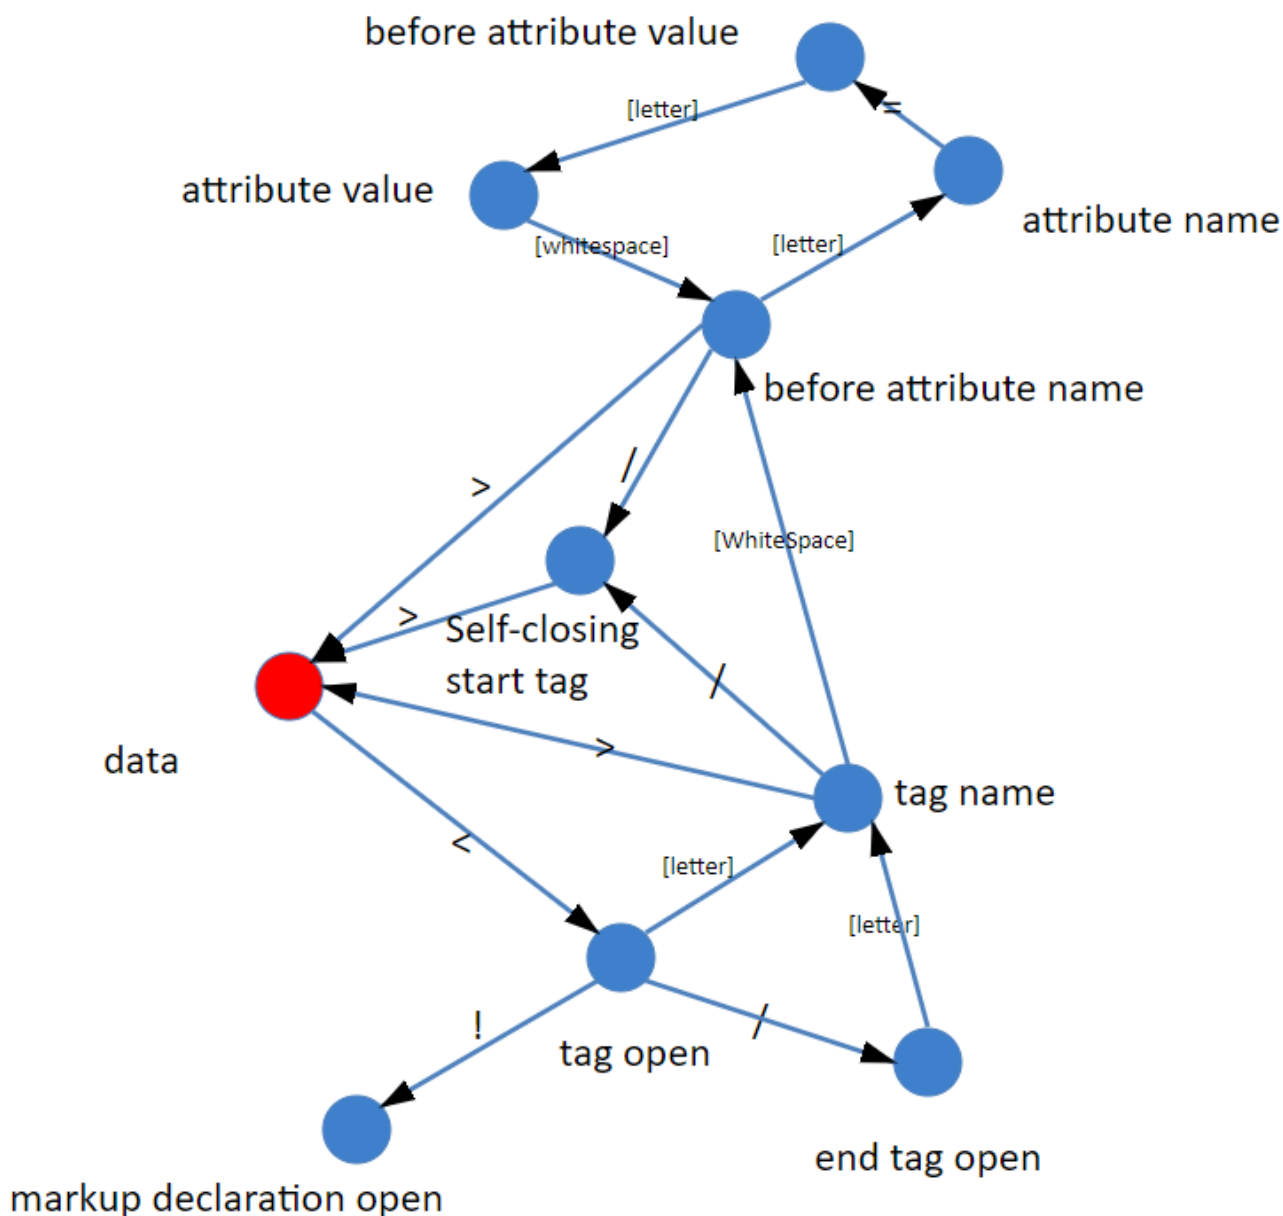 before attribute value
=
[letter]
attribute value
attribute name
[whitespace]
[letter]
before attribute name
/
>
[WhiteSpace]
>
Self-closing
start tag
/
>
data
tag name
<
[letter]
[letter]
!
/
tag open
end tag open
markup declaration open